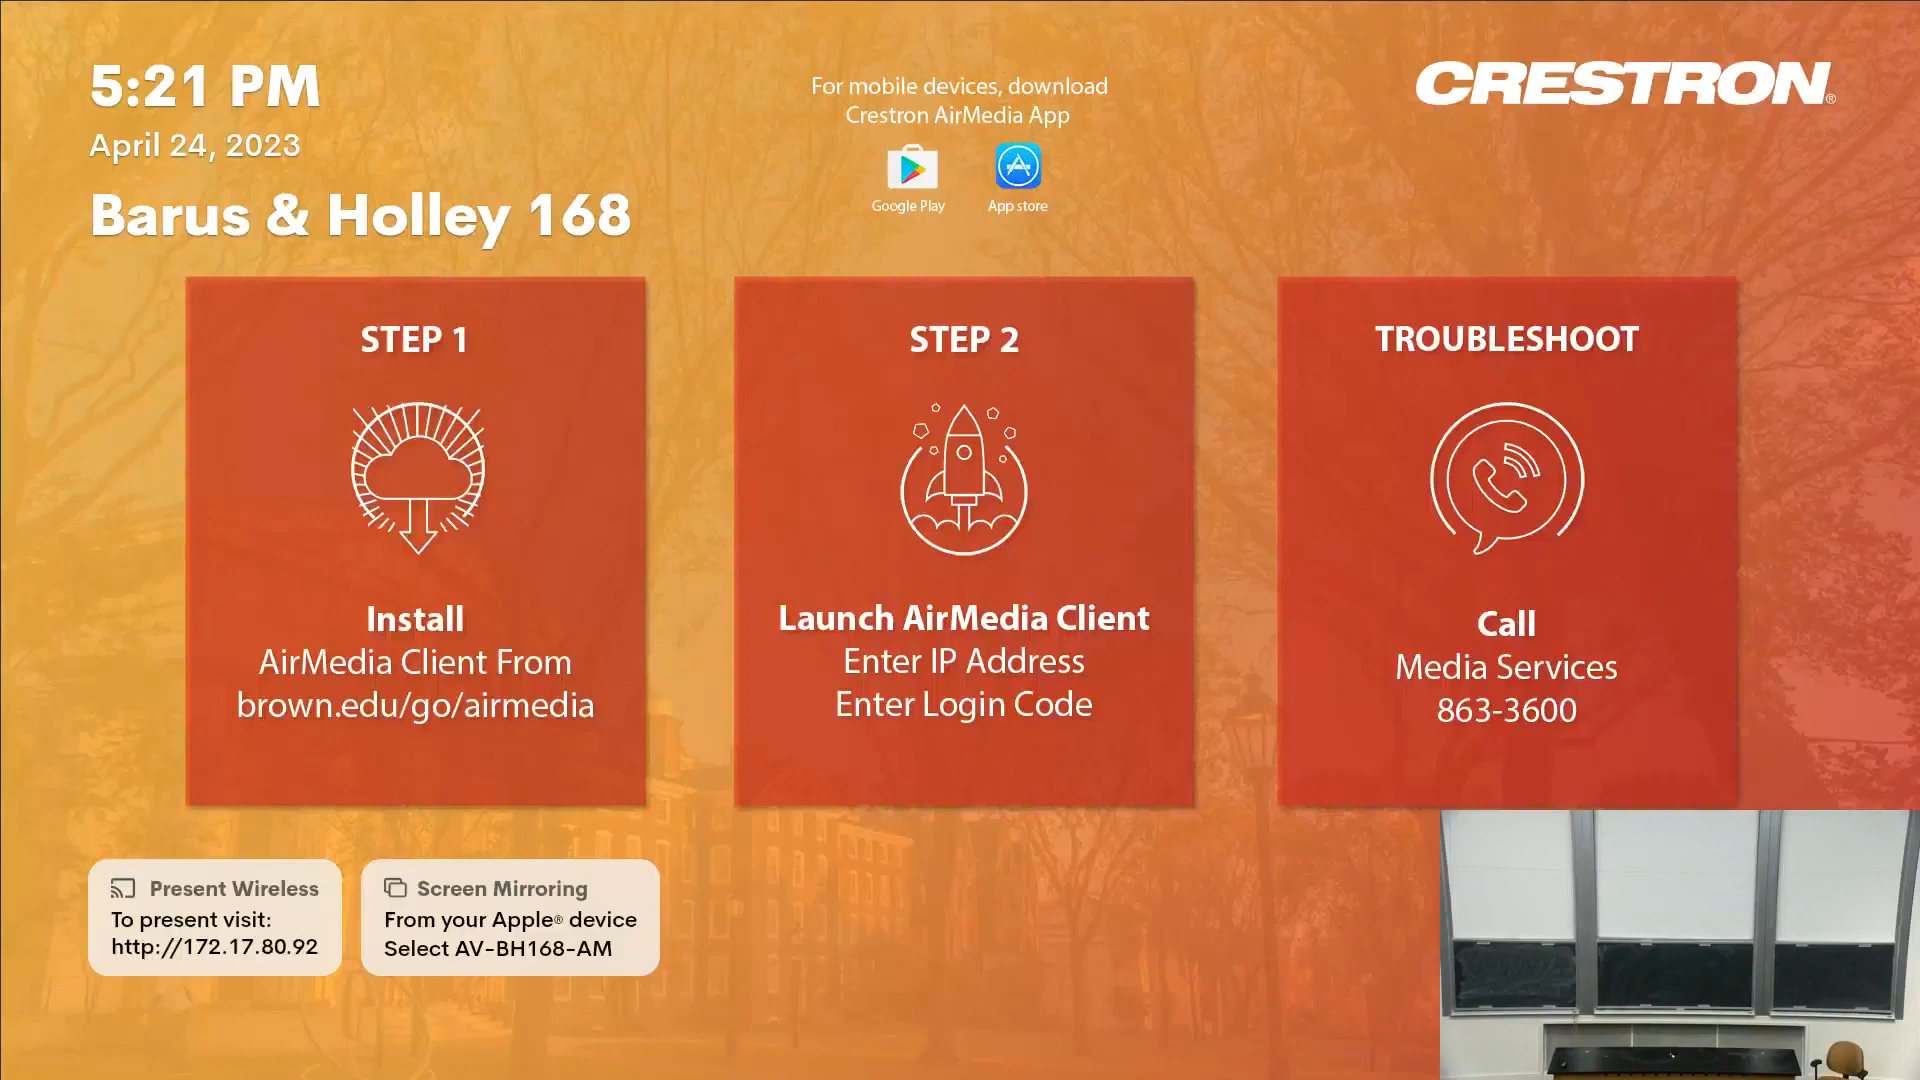 5:21 PM
April 24, 2023
Barus & Holley 168
For mobile devices, download
Crestron AirMedia App
Google Play
App store
CRESTRON®
STEP 1
Install
AirMedia Client From
brown.edu/go/airmedia
STEP 2
Launch AirMedia Client
Enter IP Address
Enter Login Code
TROUBLESHOOT
Call
Media Services
863-3600
Present Wireless
To present visit:
http://172.17.80.92
Screen Mirroring
From your Apple® device
Select AV-BH168-AM